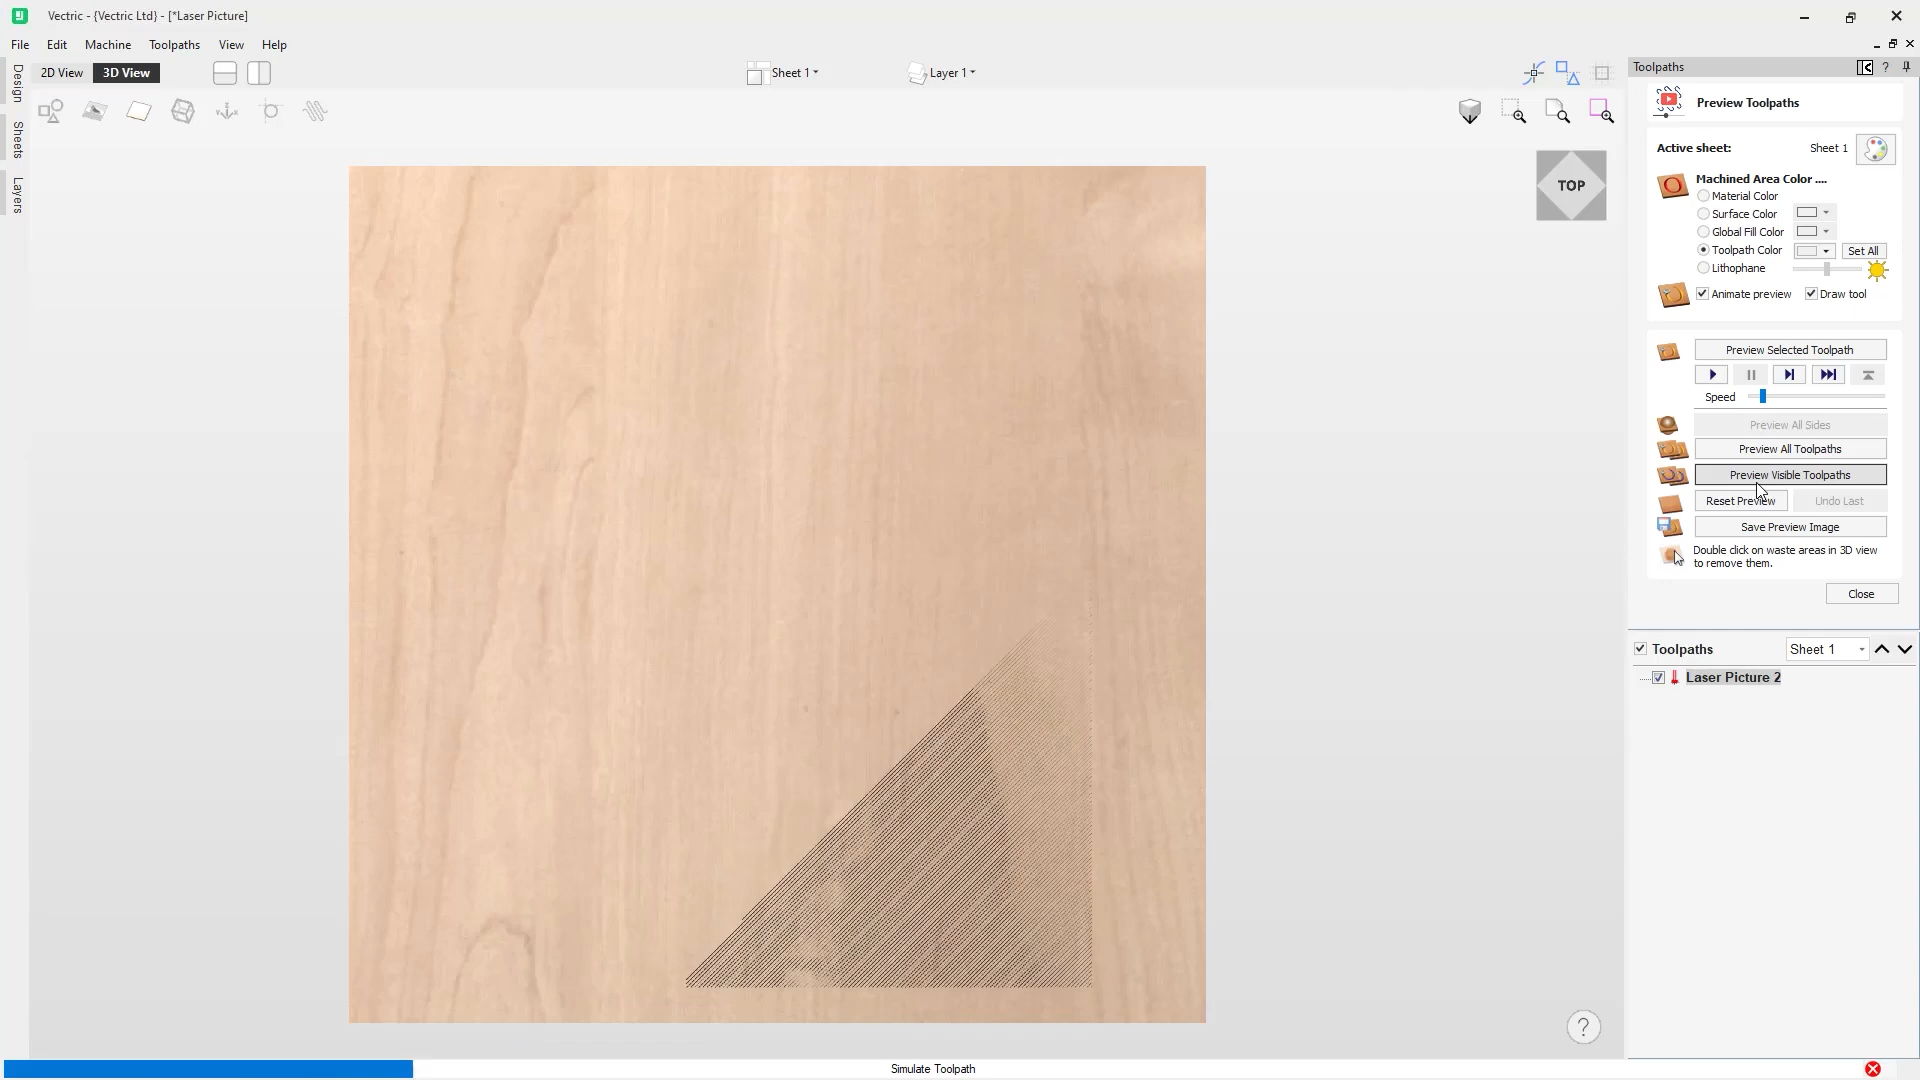 Vectric - {Vectric Ltd} - [*Laser Picture]
File Edit Machine Toolpaths View Help
2D View 3D View Sheet 1 Layer 1
Design
Sheets
Layers
TOP
Toolpaths ?
Preview Toolpaths
Active sheet: Sheet 1
Machined Area Color ....
Material Color
Surface Color
Global Fill Color
Toolpath Color Set All
Lithophane
Animate preview Draw tool
Preview Selected Toolpath
Speed
Preview All Sides
Preview All Toolpaths
Preview Visible Toolpaths
Reset Preview Undo Last
Save Preview Image
Double click on waste areas in 3D view
to remove them.
Close
Toolpaths Sheet 1
Laser Picture 2
?
Simulate Toolpath